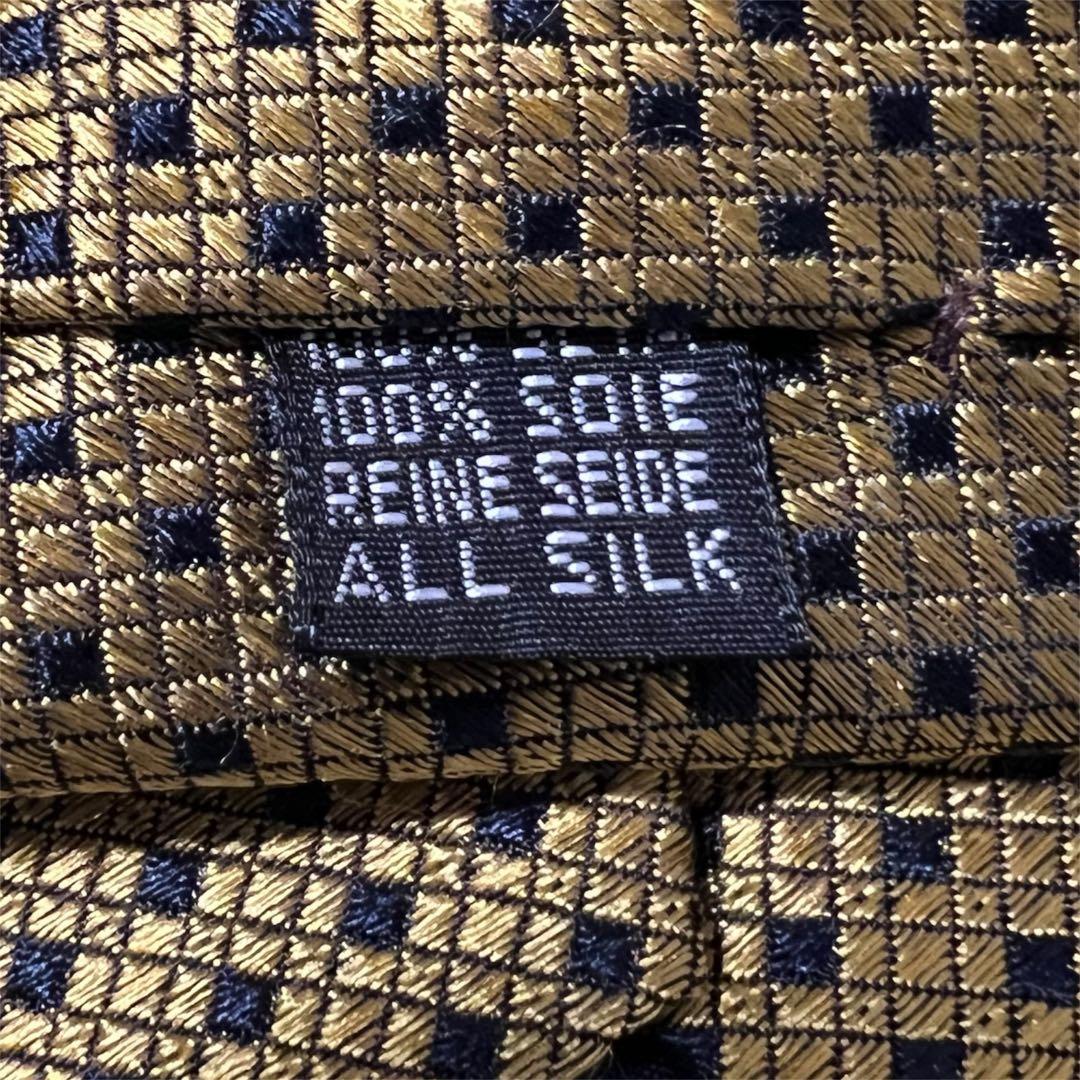 100% SOIE
REINE SEIDE
ALL SILK